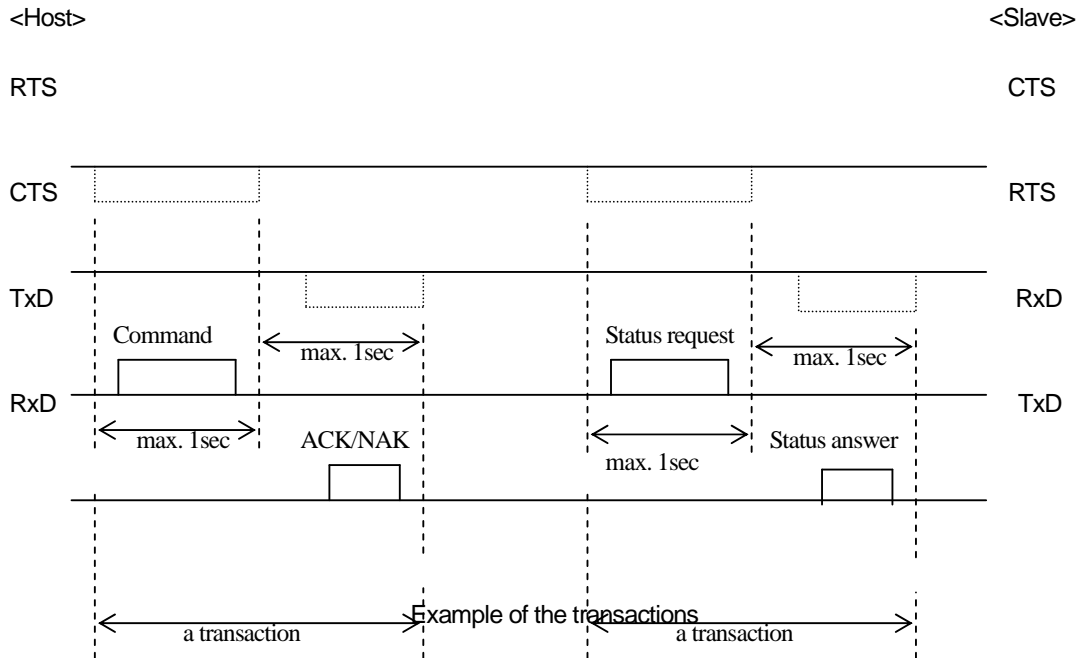 <Host> <Slave>
RTS CTS
CTS RTS
TxD RxD
Command Status request
max. 1sec max. 1sec
RxD TxD
max. 1sec ACK/NAK max. 1sec Status answer
Example of the transactions
a transaction a transaction